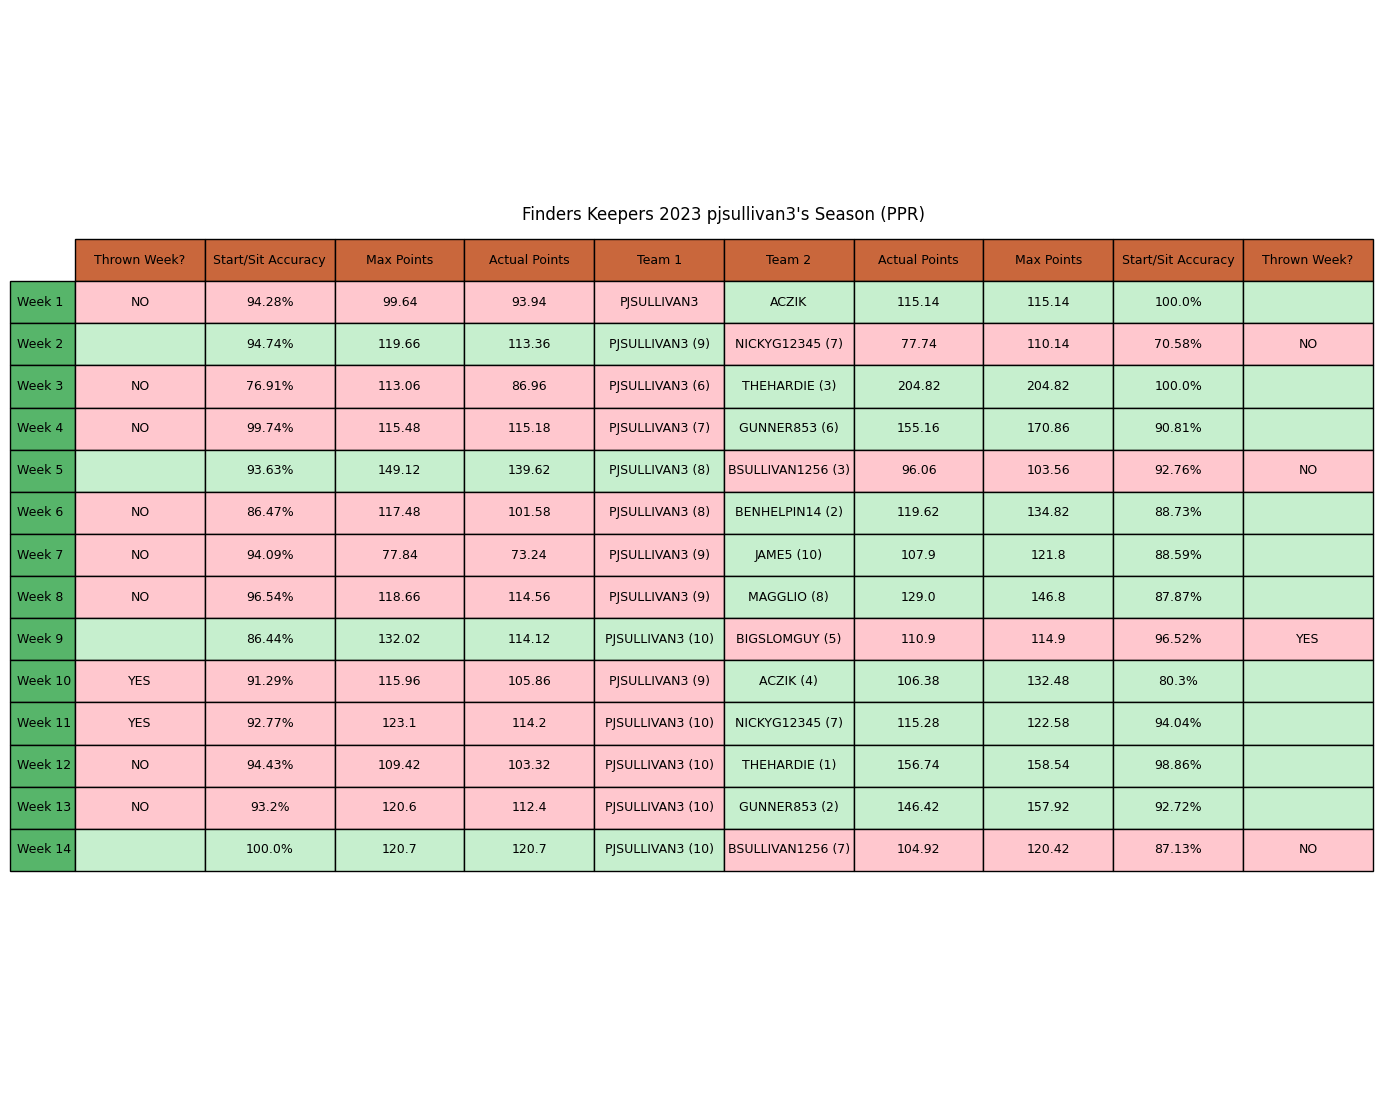 Finders Keepers 2023 pjsullivan3's Season (PPR)
Thrown Week? Start/Sit Accuracy Max Points Actual Points Team 1 Team 2 Actual Points Max Points Start/Sit Accuracy Thrown Week?
Week 1 NO 94.28% 99.64 93.94 PJSULLIVAN3 ACZIK 115.14 115.14 100.0%
Week 2 94.74% 119.66 113.36 PJSULLIVAN3 (9) NICKYG12345 (7) 77.74 110.14 70.58% NO
Week 3 NO 76.91% 113.06 86.96 PJSULLIVAN3 (6) THEHARDIE (3) 204.82 204.82 100.0%
Week 4 NO 99.74% 115.48 115.18 PJSULLIVAN3 (7) GUNNER853 (6) 155.16 170.86 90.81%
Week 5 93.63% 149.12 139.62 PJSULLIVAN3 (8) BSULLIVAN1256 (3) 96.06 103.56 92.76% NO
Week 6 NO 86.47% 117.48 101.58 PJSULLIVAN3 (8) BENHELPIN14 (2) 119.62 134.82 88.73%
Week 7 NO 94.09% 77.84 73.24 PJSULLIVAN3 (9) JAME5 (10) 107.9 121.8 88.59%
Week 8 NO 96.54% 118.66 114.56 PJSULLIVAN3 (9) MAGGLIO (8) 129.0 146.8 87.87%
Week 9 86.44% 132.02 114.12 PJSULLIVAN3 (10) BIGSLOMGUY (5) 110.9 114.9 96.52% YES
Week 10 YES 91.29% 115.96 105.86 PJSULLIVAN3 (9) ACZIK (4) 106.38 132.48 80.3%
Week 11 YES 92.77% 123.1 114.2 PJSULLIVAN3 (10) NICKYG12345 (7) 115.28 122.58 94.04%
Week 12 NO 94.43% 109.42 103.32 PJSULLIVAN3 (10) THEHARDIE (1) 156.74 158.54 98.86%
Week 13 NO 93.2% 120.6 112.4 PJSULLIVAN3 (10) GUNNER853 (2) 146.42 157.92 92.72%
Week 14 100.0% 120.7 120.7 PJSULLIVAN3 (10) BSULLIVAN1256 (7) 104.92 120.42 87.13% NO